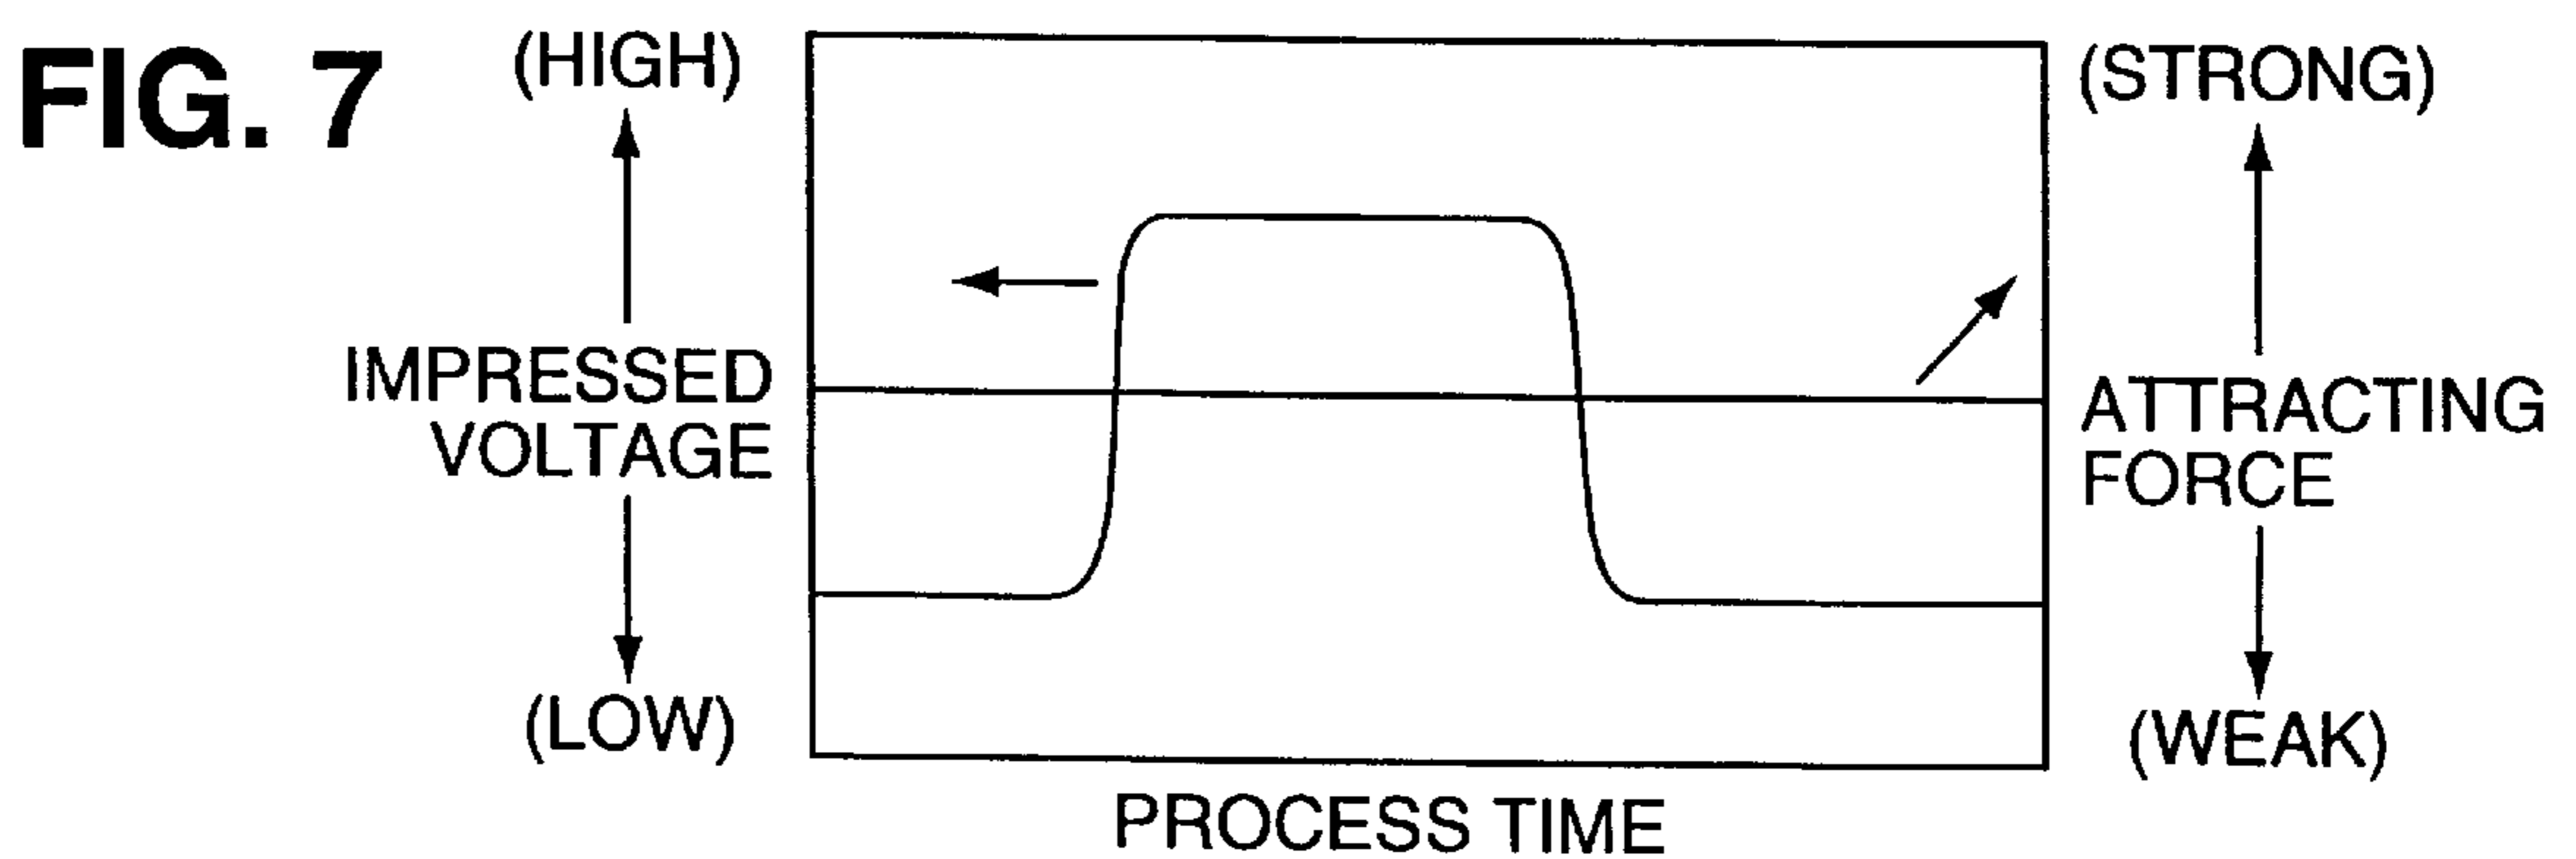 FIG. 7
(HIGH)
IMPRESSED
VOLTAGE
(LOW)
(STRONG)
ATTRACTING
FORCE
(WEAK)
PROCESS TIME